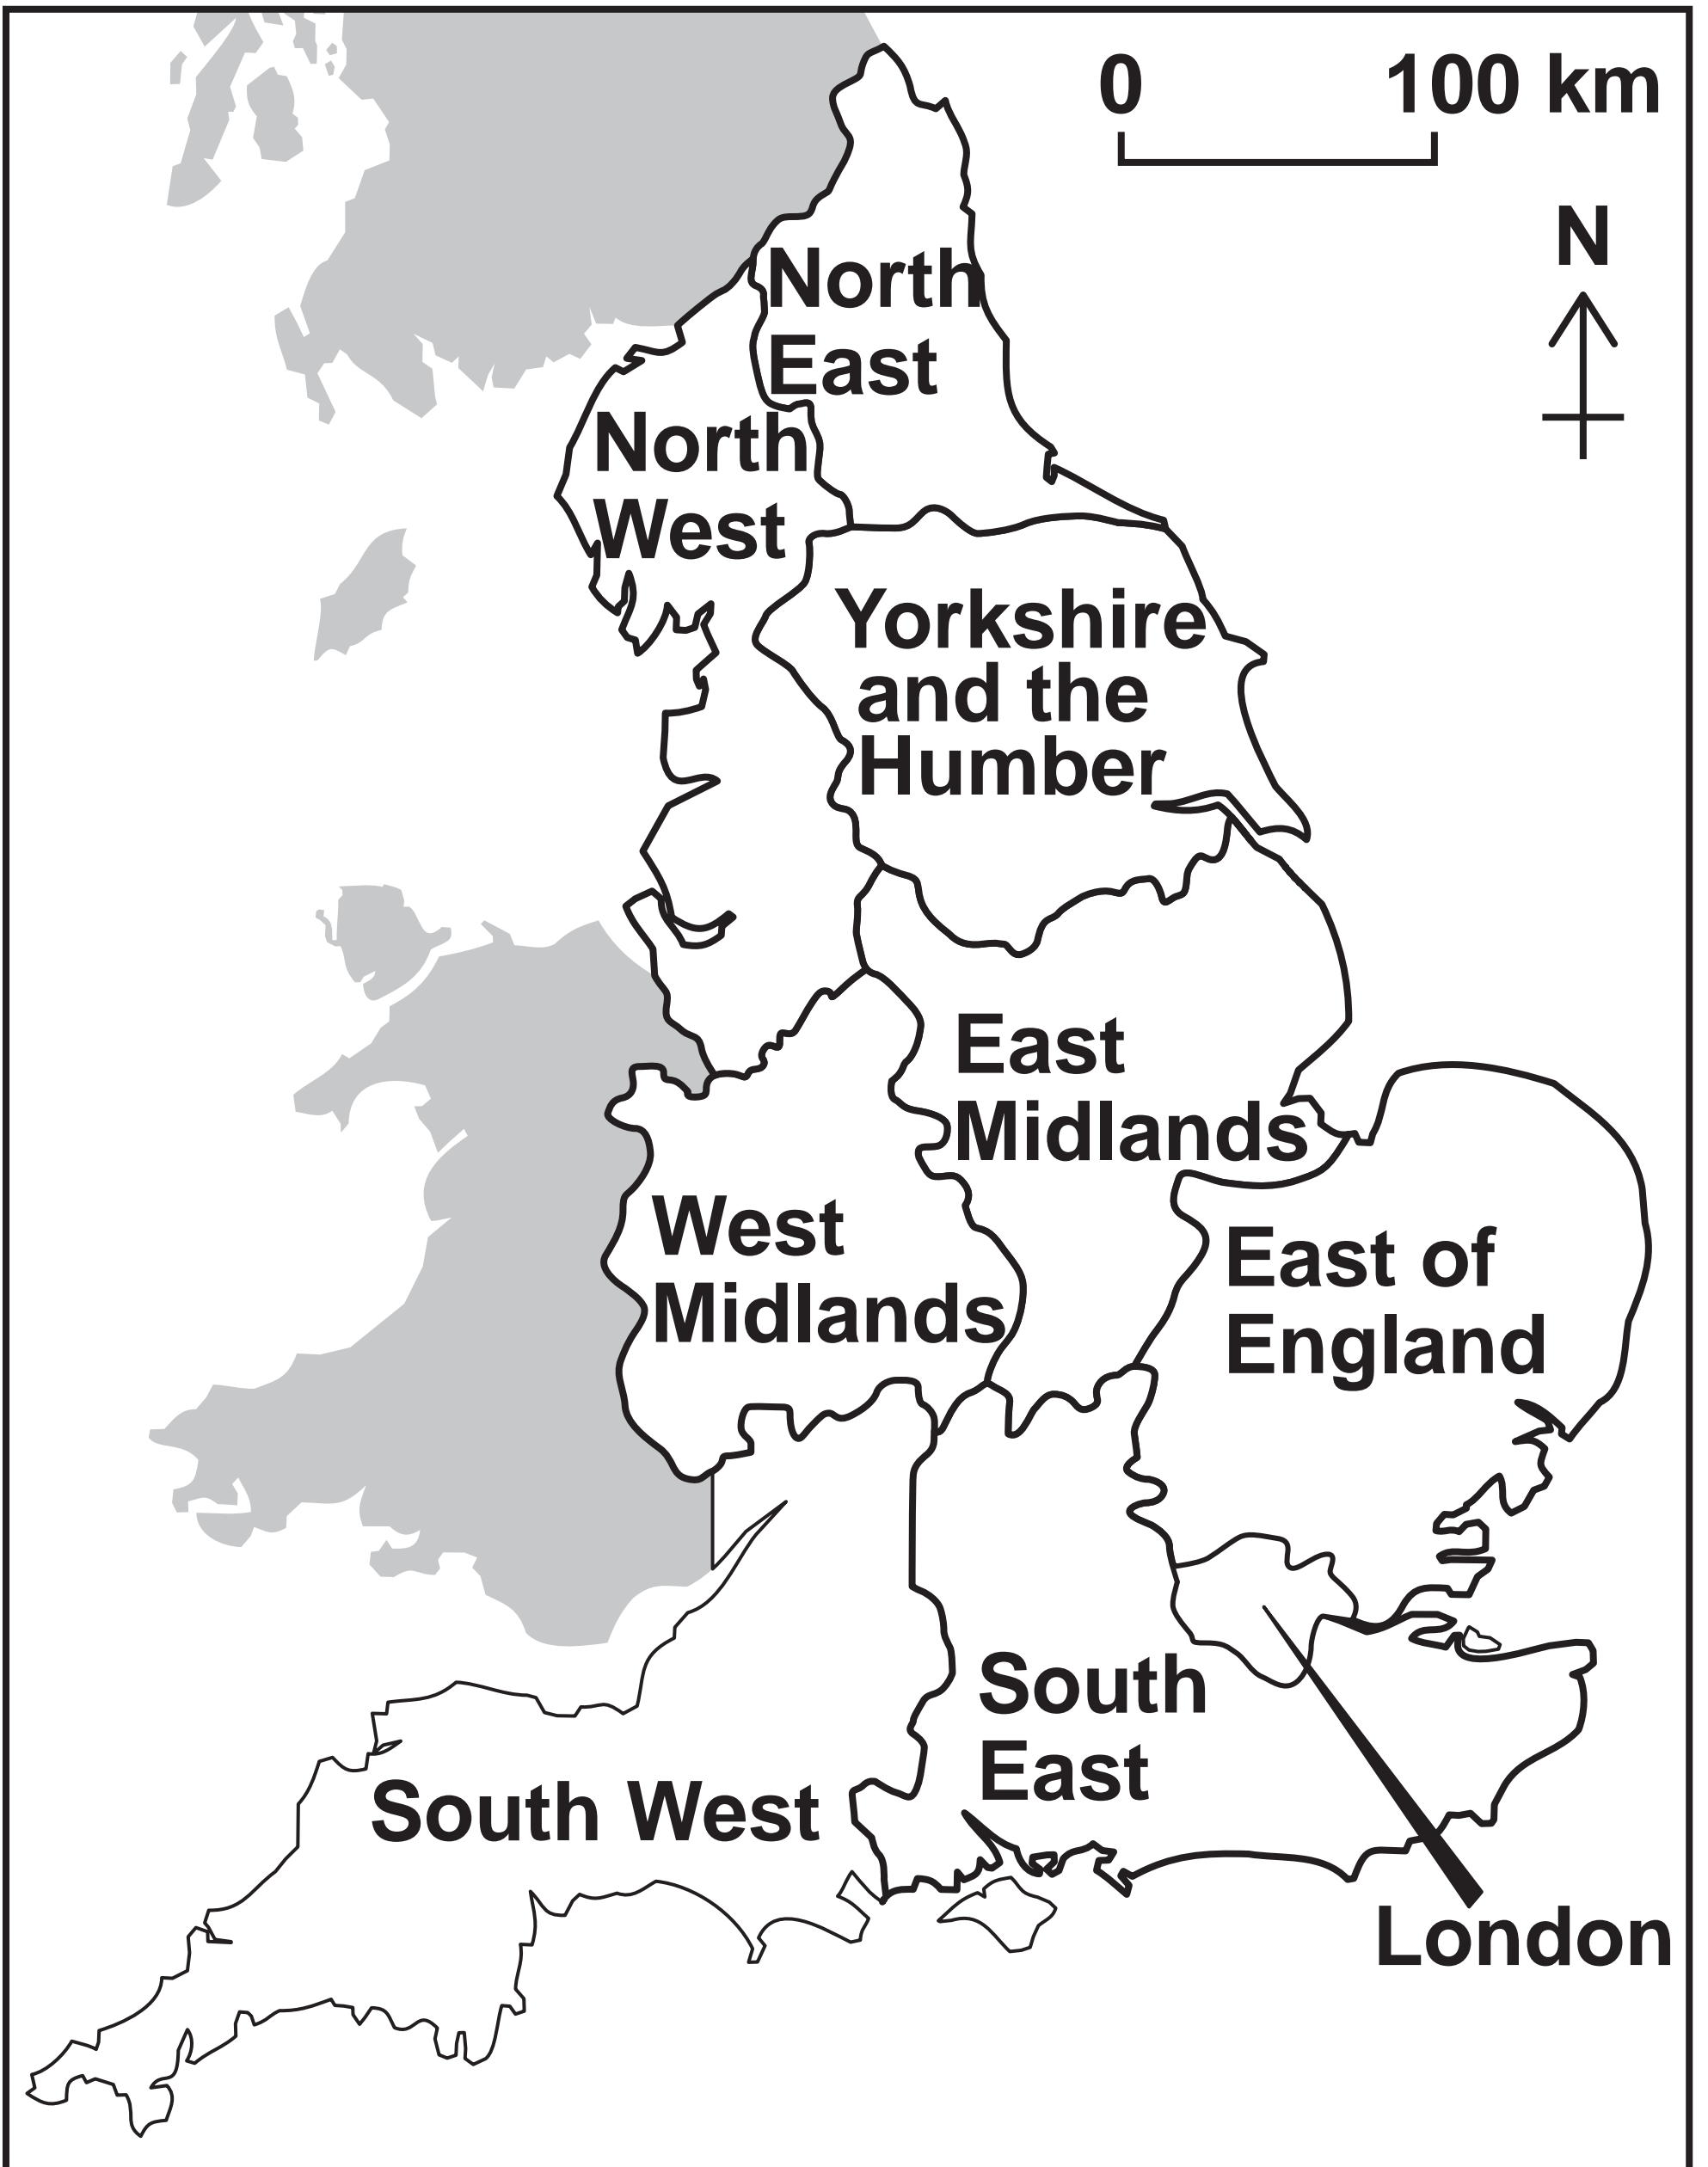 0 100 km
N
North
East
North
West
Yorkshire
and the
Humber
East
Midlands
West
Midlands
East of
England
South
East
South West
London